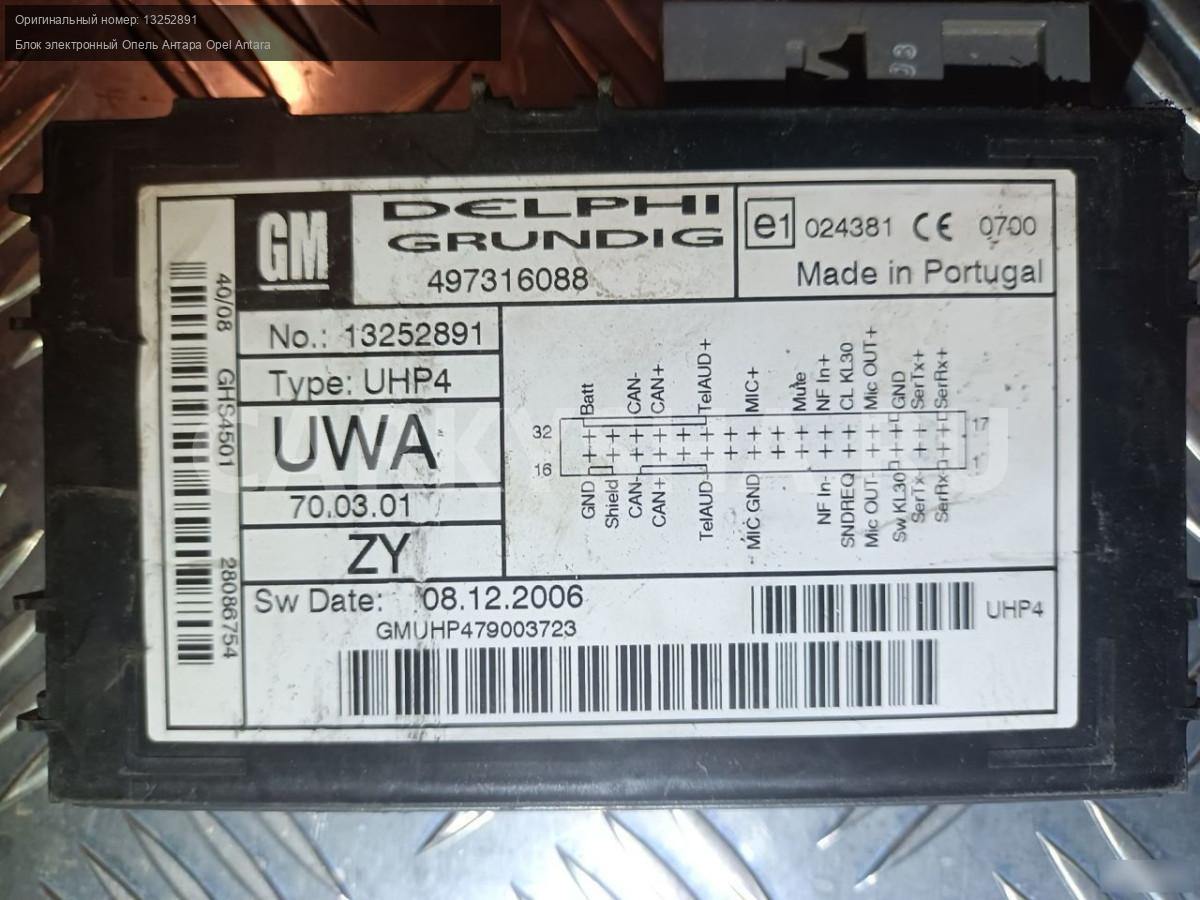 Оригинальный номер: 13252891
Блок электронный Опель Антара Opel Antara
33
GM
DELPHI
GRUNDIG
497316088
e1 024381 CE 0700
Made in Portugal
40/08 GHS4501 28086754
No.: 13252891
Type: UHP4
UWA
70.03.01
ZY
Batt CAN- CAN+ TelAUD+ MIC+ Mute NF In+ CL KL30 Mic OUT+ GND SerTx+ SerRx+
32 17
16 1
GND Shield CAN- CAN+ TelAUD- MIC GND NF In- SNDREQ Mic OUT- Sw KL30 SerTx- SerRx-
Sw Date: 08.12.2006
GMUHP479003723
UHP4